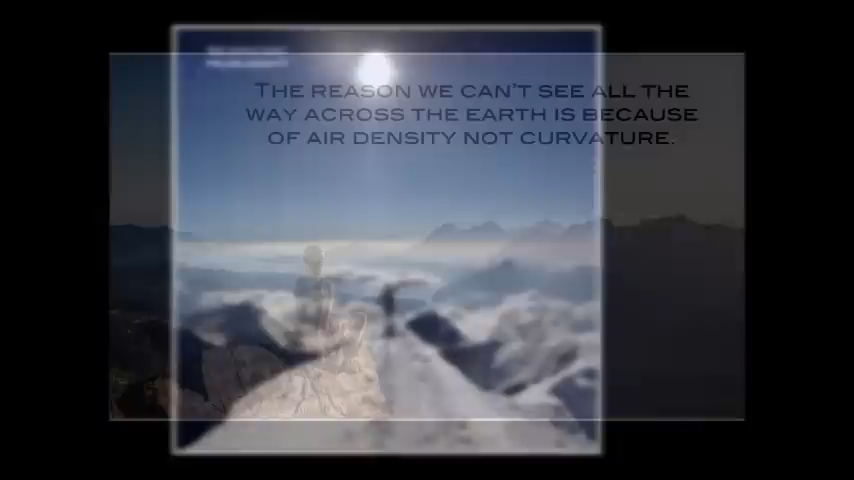 THE REASON WE CAN'T SEE ALL THE
WAY ACROSS THE EARTH IS BECAUSE
OF AIR DENSITY NOT CURVATURE.